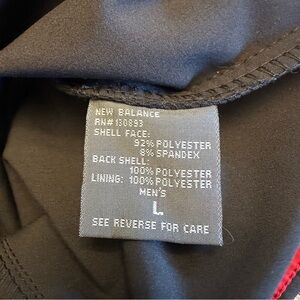 NEW BALANCE
RN# 130893
SHELL FACE:
92% POLYESTER
8% SPANDEX
BACK SHELL:
100% POLYESTER
LINING: 100% POLYESTER
MEN'S
L
SEE REVERSE FOR CARE